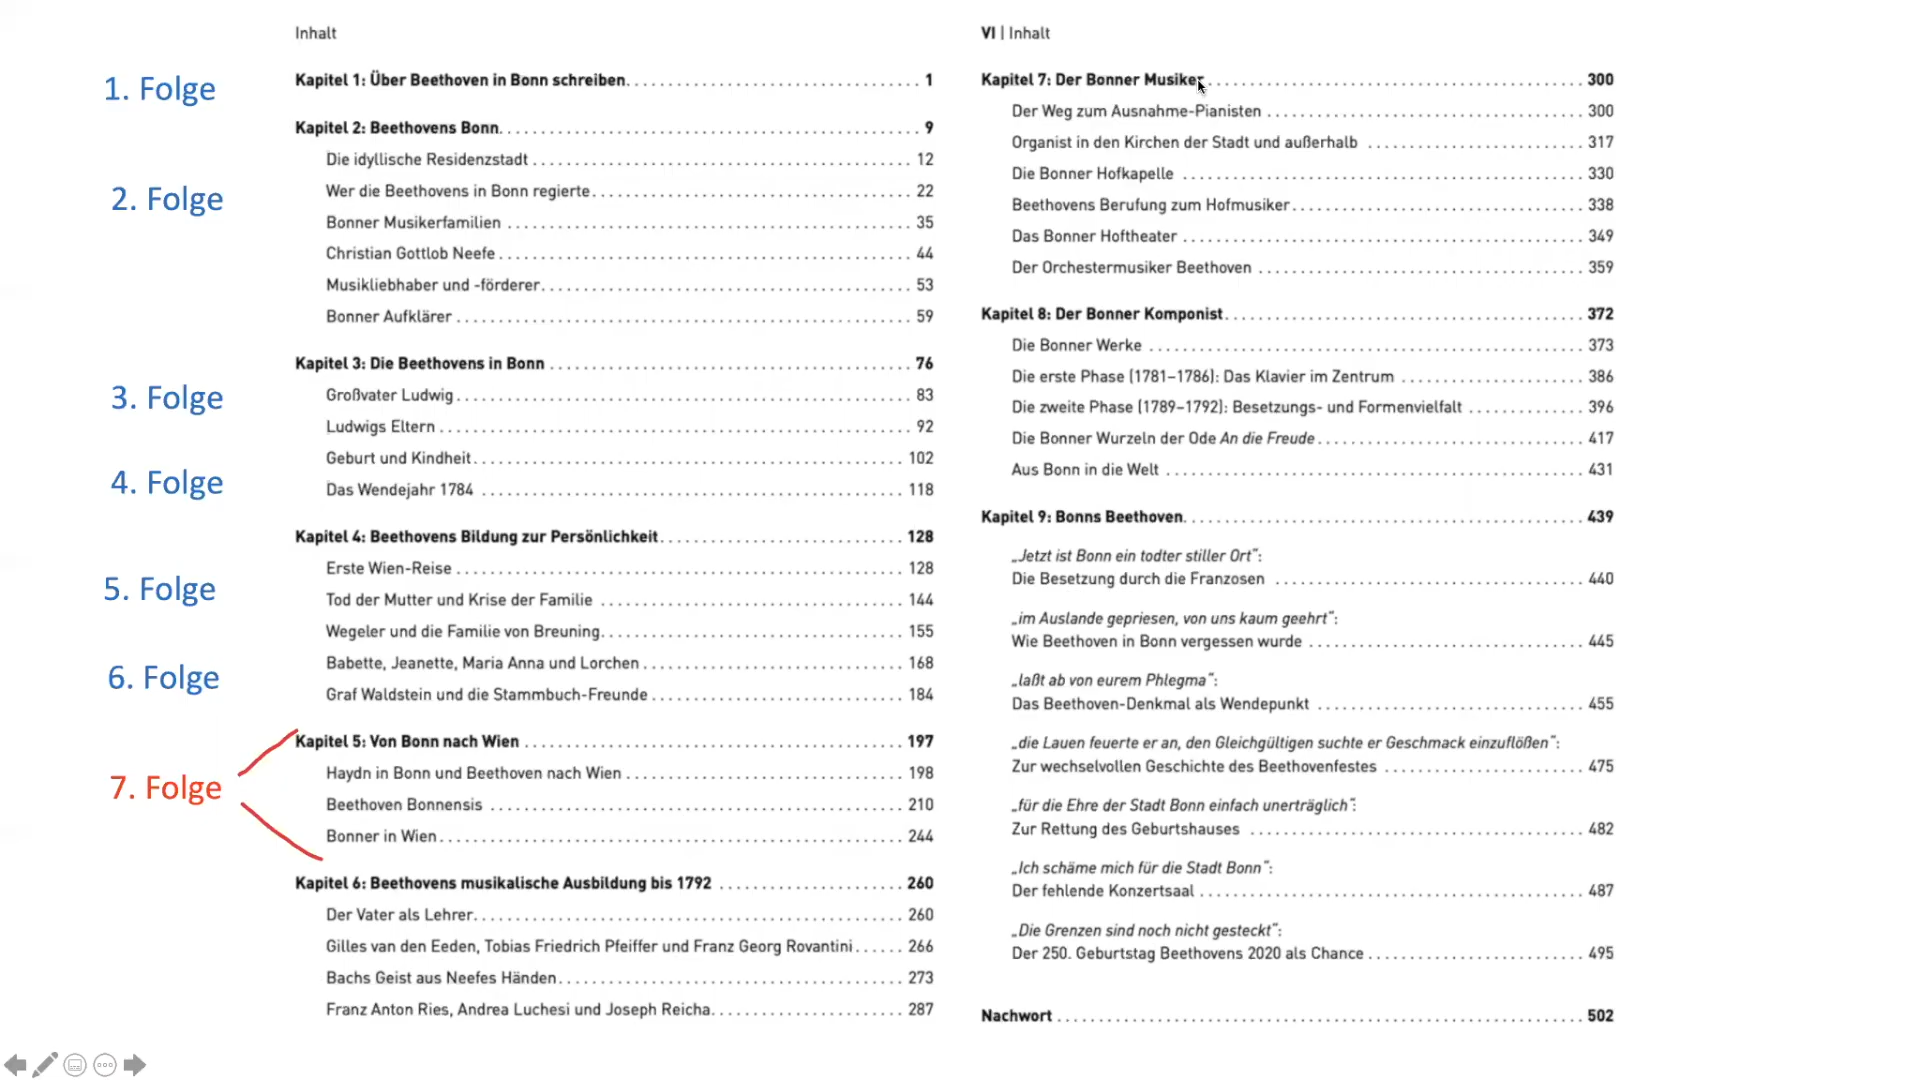 Inhalt
1. Folge
Kapitel 1: Über Beethoven in Bonn schreiben. . . . 1
Kapitel 2: Beethovens Bonn. . . . 9
Die idyllische Residenzstadt . . . . 12
2. Folge
Wer die Beethovens in Bonn regierte. . . . 22
Bonner Musikerfamilien . . . . 35
Christian Gottlob Neefe . . . . 44
Musikliebhaber und -förderer. . . . 53
Bonner Aufklärer . . . . 59
Kapitel 3: Die Beethovens in Bonn . . . . 76
3. Folge
Großvater Ludwig . . . . 83
Ludwigs Eltern . . . . 92
Geburt und Kindheit. . . . 102
4. Folge
Das Wendejahr 1784 . . . . 118
Kapitel 4: Beethovens Bildung zur Persönlichkeit. . . . 128
Erste Wien-Reise . . . . 128
5. Folge
Tod der Mutter und Krise der Familie . . . . 144
Wegeler und die Familie von Breuning. . . . 155
Babette, Jeanette, Maria Anna und Lorchen . . . . 168
6. Folge
Graf Waldstein und die Stammbuch-Freunde . . . . 184
Kapitel 5: Von Bonn nach Wien . . . . 197
Haydn in Bonn und Beethoven nach Wien . . . . 198
7. Folge
Beethoven Bonnensis . . . . 210
Bonner in Wien . . . . 244
Kapitel 6: Beethovens musikalische Ausbildung bis 1792 . . . . 260
Der Vater als Lehrer. . . . 260
Gilles van den Eeden, Tobias Friedrich Pfeiffer und Franz Georg Rovantini . . . . 266
Bachs Geist aus Neefes Händen. . . . 273
Franz Anton Ries, Andrea Luchesi und Joseph Reicha. . . . 287
VI | Inhalt
Kapitel 7: Der Bonner Musiker . . . . 300
Der Weg zum Ausnahme-Pianisten . . . . 300
Organist in den Kirchen der Stadt und außerhalb . . . . 317
Die Bonner Hofkapelle . . . . 330
Beethovens Berufung zum Hofmusiker. . . . 338
Das Bonner Hoftheater . . . . 349
Der Orchestermusiker Beethoven . . . . 359
Kapitel 8: Der Bonner Komponist . . . . 372
Die Bonner Werke . . . . 373
Die erste Phase (1781–1786): Das Klavier im Zentrum . . . . 386
Die zweite Phase (1789–1792): Besetzungs- und Formenvielfalt . . . . 396
Die Bonner Wurzeln der Ode An die Freude . . . . 417
Aus Bonn in die Welt . . . . 431
Kapitel 9: Bonns Beethoven. . . . 439
„Jetzt ist Bonn ein todter stiller Ort“:
Die Besetzung durch die Franzosen . . . . 440
„im Auslande gepriesen, von uns kaum geehrt“:
Wie Beethoven in Bonn vergessen wurde . . . . 445
„laßt ab von eurem Phlegma“:
Das Beethoven-Denkmal als Wendepunkt . . . . 455
„die Lauen feuerte er an, den Gleichgültigen suchte er Geschmack einzuflößen“:
Zur wechselvollen Geschichte des Beethovenfestes . . . . 475
„für die Ehre der Stadt Bonn einfach unerträglich“:
Zur Rettung des Geburtshauses . . . . 482
„Ich schäme mich für die Stadt Bonn“:
Der fehlende Konzertsaal . . . . 487
„Die Grenzen sind noch nicht gesteckt“:
Der 250. Geburtstag Beethovens 2020 als Chance . . . . 495
Nachwort . . . . 502